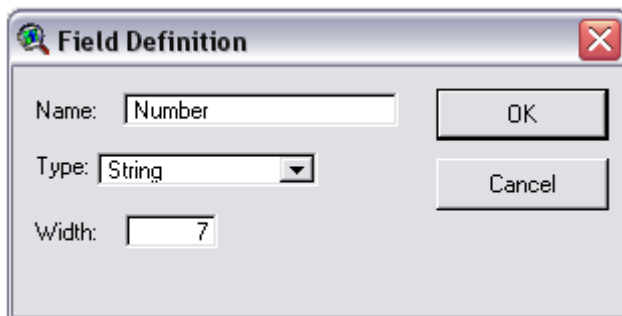 Field Definition
Name: Number
OK
Type: String
Cancel
Width: 7